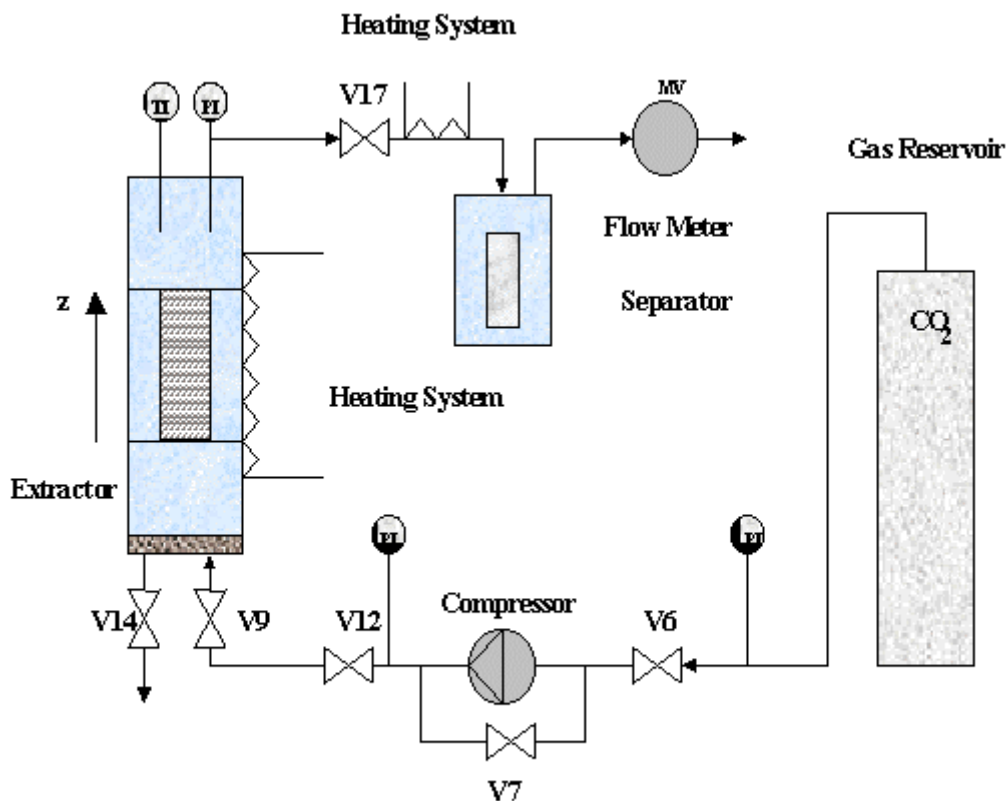 Heating System
TI
PI
V17
MV
Gas Reservoir
Flow Meter
Separator
CO2
z
Heating System
Extractor
PI
PI
Compressor
V14
V9
V12
V6
V7